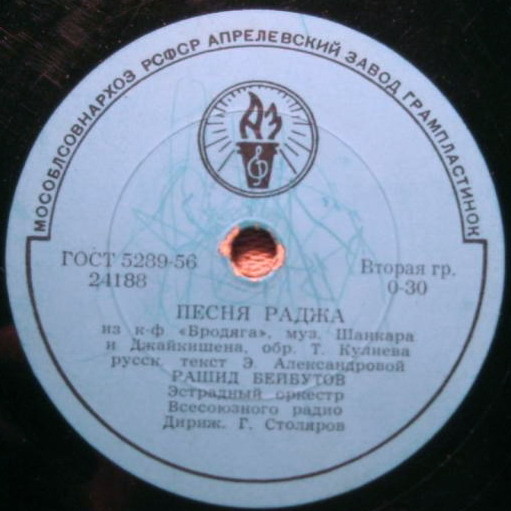 МОСОБЛСОВНАРХОЗ РСФСР АПРЕЛЕВСКИЙ ЗАВОД ГРАМПЛАСТИНОК
АЗ
ГОСТ 5289-56
24188
Вторая гр.
0-30
ПЕСНЯ РАДЖА
из к-ф «Бродяга», муз. Шанкара
и Джайкишена, обр. Т. Кулиева
русск текст Э. Александровой
РАШИД БЕЙБУТОВ
Эстрадный оркестр
Всесоюзного радио
Дириж. Г. Столяров